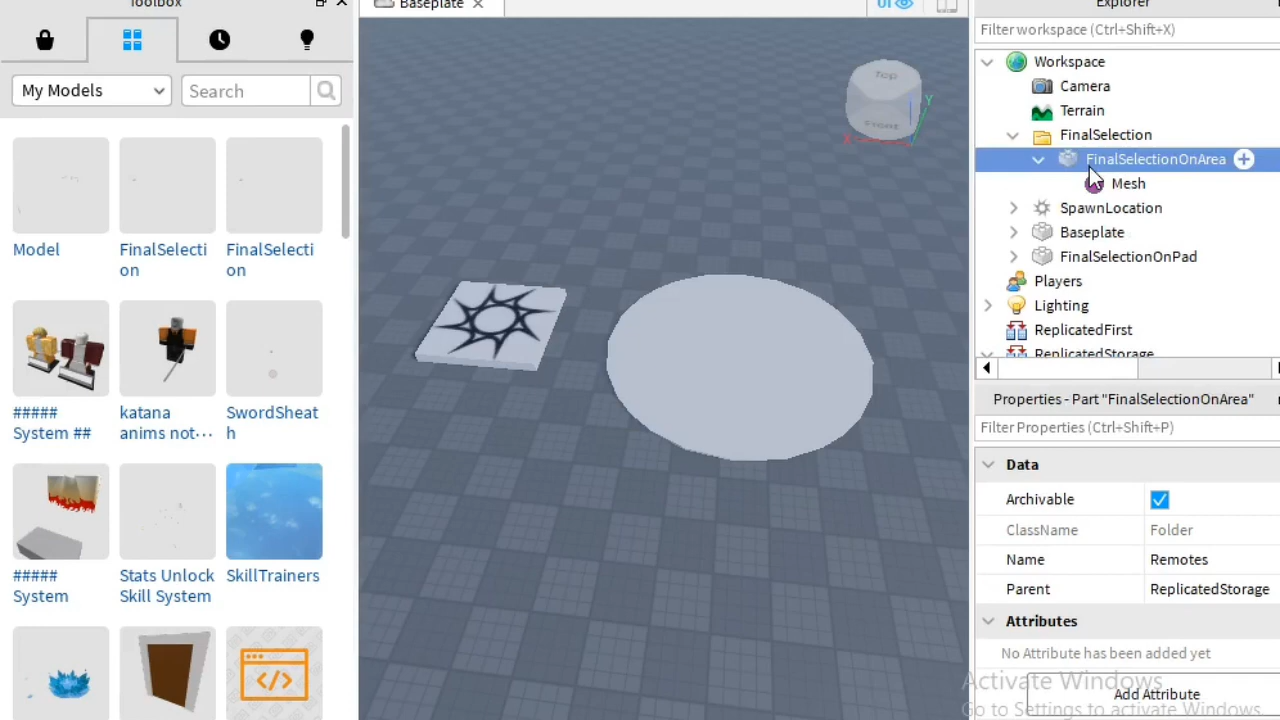 Toolbox
My Models
Search
Model
FinalSelecti
on
FinalSelecti
on
#####
System ##
katana
anims not···
SwordSheat
h
#####
System
Stats Unlock
Skill System
SkillTrainers
Baseplate
UI
Top
Front
X
Y
Explorer
Filter workspace (Ctrl+Shift+X)
Workspace
Camera
Terrain
FinalSelection
FinalSelectionOnArea
Mesh
SpawnLocation
Baseplate
FinalSelectionOnPad
Players
Lighting
ReplicatedFirst
ReplicatedStorage
Properties - Part "FinalSelectionOnArea"
Filter Properties (Ctrl+Shift+P)
Data
Archivable
ClassName Folder
Name Remotes
Parent ReplicatedStorage
Attributes
No Attribute has been added yet
Add Attribute
Activate Windows
Go to Settings to activate Windows.